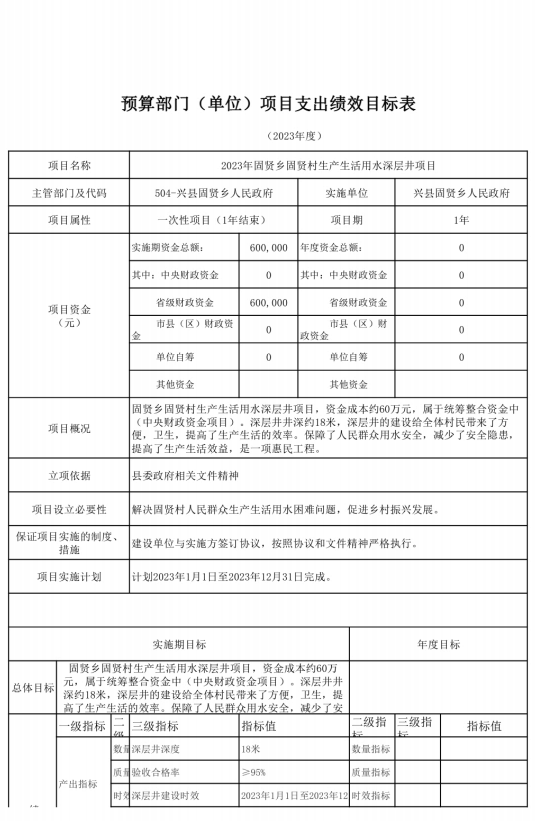 预算部门（单位）项目支出绩效目标表
（2023年度）
项目名称 2023年固贤乡固贤村生产生活用水深层井项目
主管部门及代码 504-兴县固贤乡人民政府 实施单位 兴县固贤乡人民政府
项目属性 一次性项目（1年结束） 项目期 1年
项目资金
（元）
实施期资金总额： 600,000 年度资金总额： 0
其中：中央财政资金 0 其中：中央财政资金 0
省级财政资金 600,000 省级财政资金 0
市县（区）财政资
金 0 市县（区）财
政资金 0
单位自筹 0 单位自筹 0
其他资金 其他资金
项目概况
固贤乡固贤村生产生活用水深层井项目，资金成本约60万元，属于统筹整合资金中
（中央财政资金项目）。深层井井深约18米，深层井的建设给全体村民带来了方
便，卫生，提高了生产生活的效率。保障了人民群众用水安全，减少了安全隐患，
提高了生产生活效益，是一项惠民工程。
立项依据 县委政府相关文件精神
项目设立必要性 解决固贤村人民群众生产生活用水困难问题，促进乡村振兴发展。
保证项目实施的制度、
措施 建设单位与实施方签订协议，按照协议和文件精神严格执行。
项目实施计划 计划2023年1月1日至2023年12月31日完成。
实施期目标 年度目标
总体目标
固贤乡固贤村生产生活用水深层井项目，资金成本约60万
元，属于统筹整合资金中（中央财政资金项目）。深层井井
深约18米，深层井的建设给全体村民带来了方便，卫生，提
高了生产生活的效率。保障了人民群众用水安全，减少了安
一级指标 二级 三级指标 指标值 二级指标 三级指标 指标值
产出指标
数量 深层井深度 18米 数量指标
质量 验收合格率 ≥95% 质量指标
时效 深层井建设时效 2023年1月1日至2023年12 时效指标